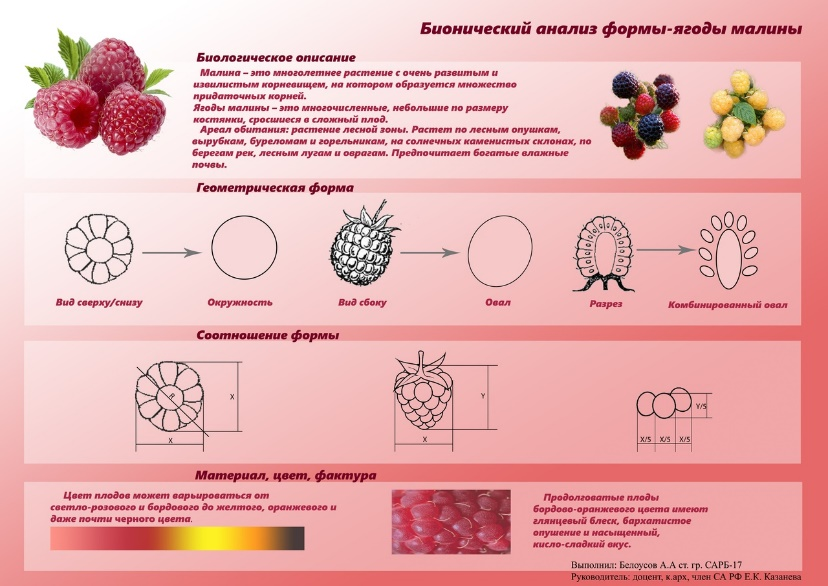 Бионический анализ формы-ягоды малины
Биологическое описание
Малина – это многолетнее растение с очень развитым и
извилистым корневищем, на котором образуется множество
придаточных корней.
Ягоды малины – это многочисленные, небольшие по размеру
костянки, сросшиеся в сложный плод.
Ареал обитания: растение лесной зоны. Растет по лесным опушкам,
вырубкам, буреломам и горельникам, на солнечных каменистых склонах, по
берегам рек, лесным лугам и оврагам. Предпочитает богатые влажные
почвы.
Геометрическая форма
Вид сверху/снизу
Окружность
Вид сбоку
Овал
Разрез
Комбинированный овал
Соотношение формы
X
X
Y
X
Y/5
X/5 X/5 X/5
Материал, цвет, фактура
Цвет плодов может варьироваться от
светло-розового и бордового до желтого, оранжевого и
даже почти черного цвета.
Продолговатые плоды
бордово-оранжевого цвета имеют
глянцевый блеск, бархатистое
опушение и насыщенный,
кисло-сладкий вкус.
Выполнил: Белоусов А.А ст. гр. САРБ-17
Руководитель: доцент, к.арх, член СА РФ Е.К. Казанева